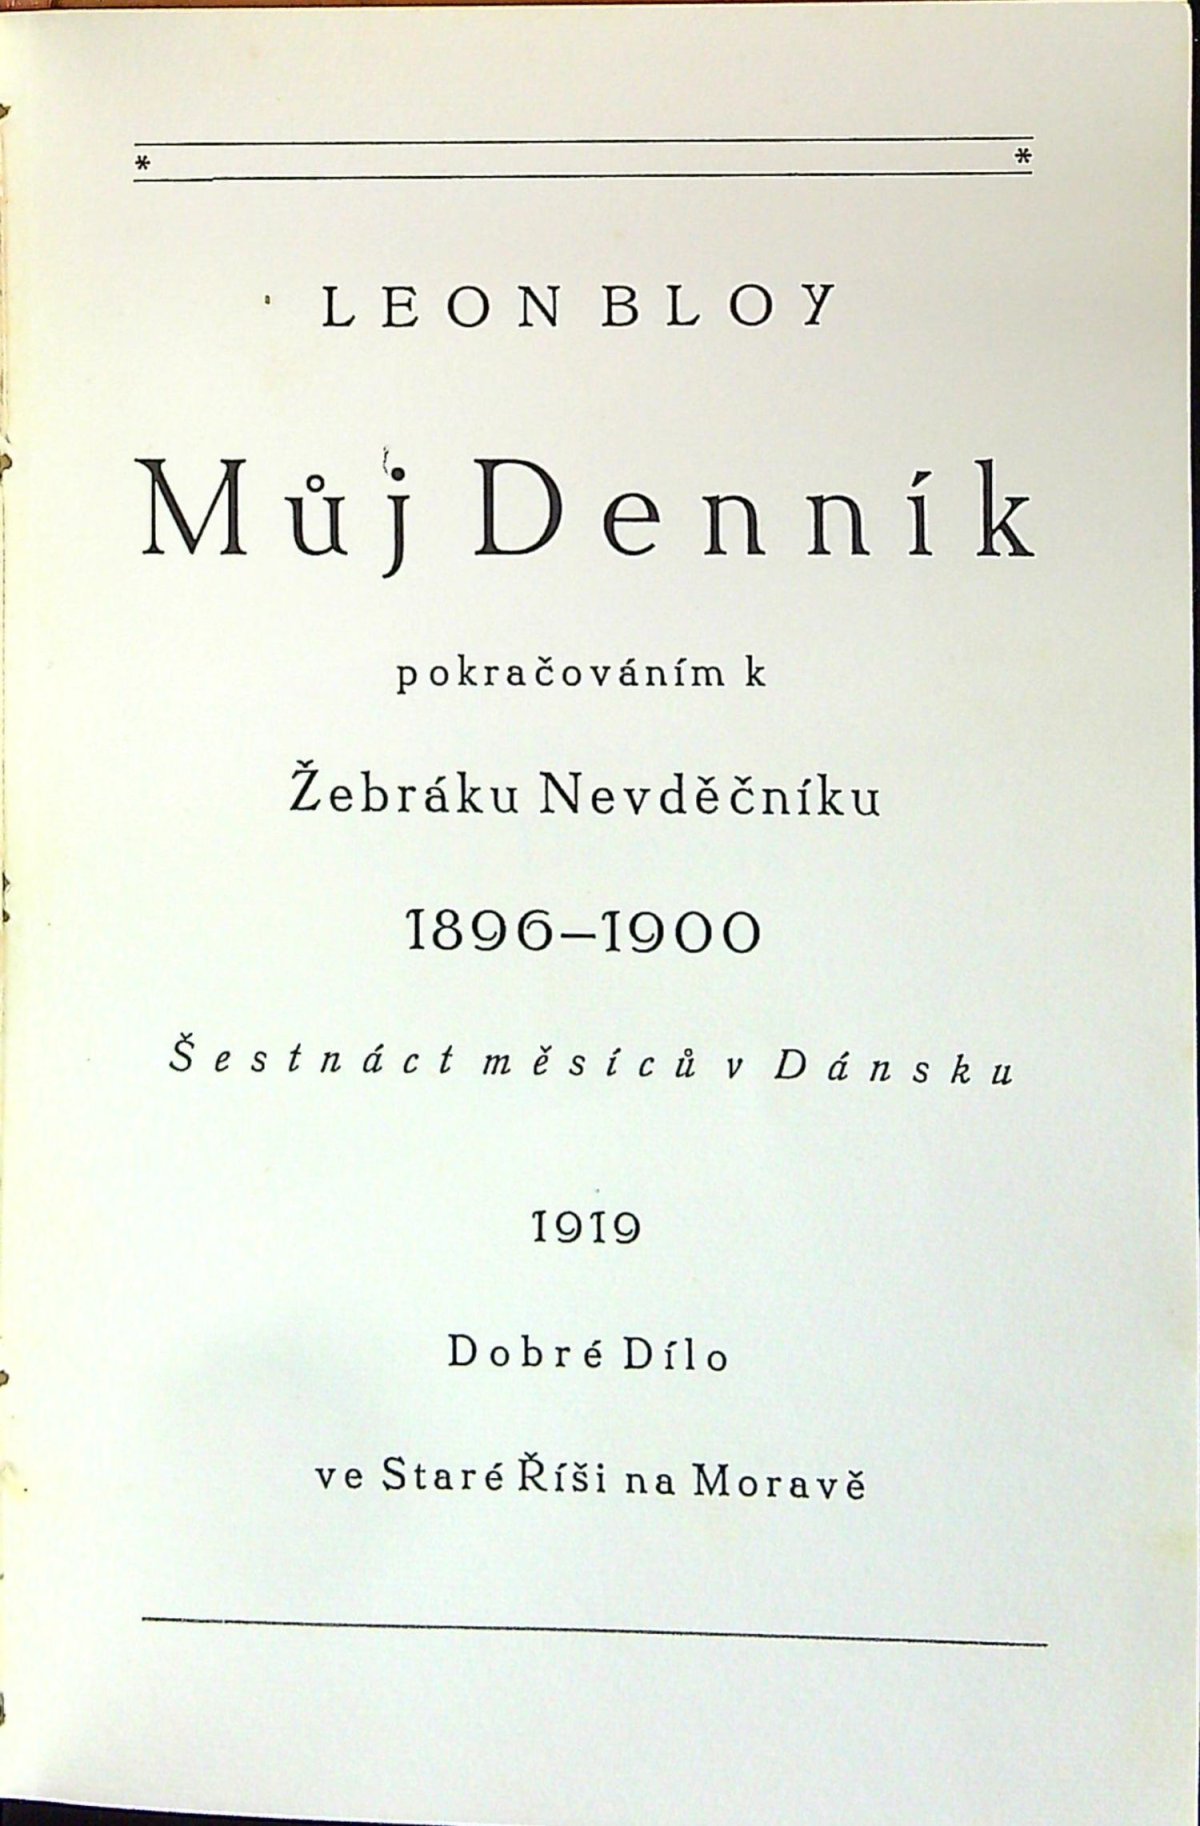 * *
LEON BLOY
Můj Denník
pokračováním k
Žebráku Nevděčníku
1896–1900
Šestnáct měsíců v Dánsku
1919
Dobré Dílo
ve Staré Říši na Moravě